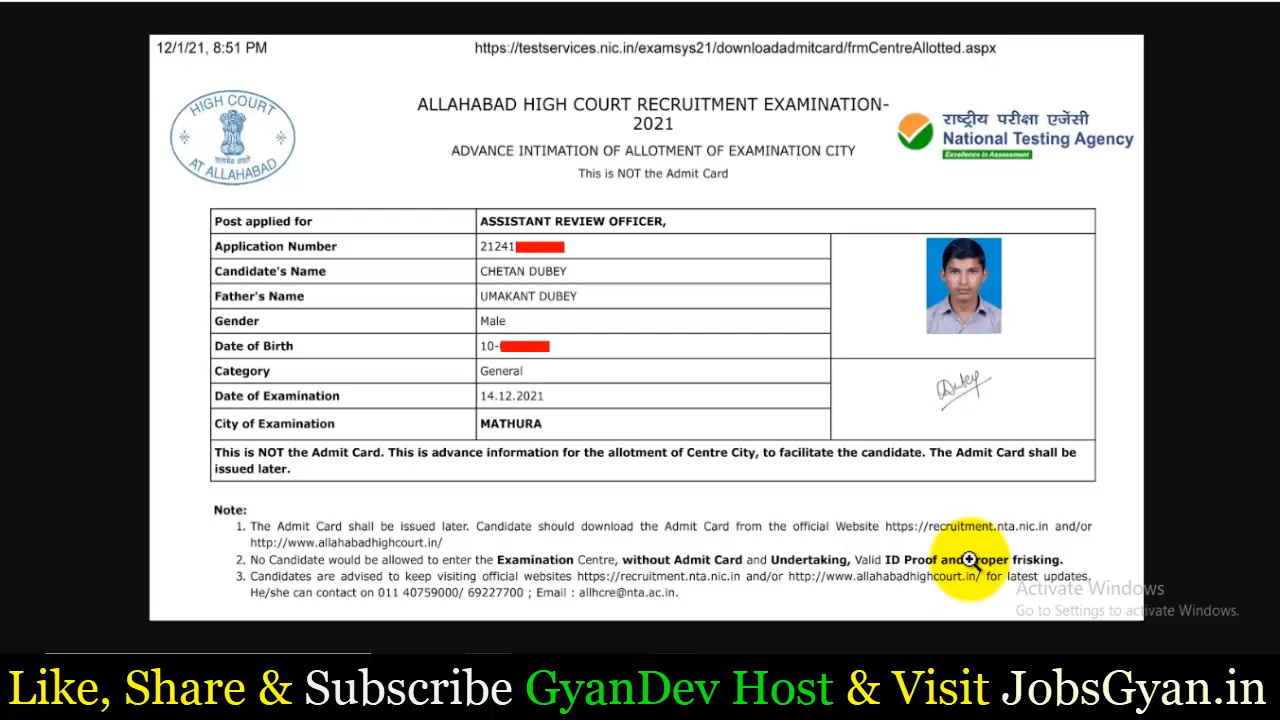 12/1/21, 8:51 PM
https://testservices.nic.in/examsys21/downloadadmitcard/frmCentreAllotted.aspx
HIGH COURT
AT ALLAHABAD
ALLAHABAD HIGH COURT RECRUITMENT EXAMINATION-
2021
ADVANCE INTIMATION OF ALLOTMENT OF EXAMINATION CITY
This is NOT the Admit Card
राष्ट्रीय परीक्षा एजेंसी
National Testing Agency
Excellence in Assessment
Post applied for ASSISTANT REVIEW OFFICER,
Application Number 21241
Candidate's Name CHETAN DUBEY
Father's Name UMAKANT DUBEY
Gender Male
Date of Birth 10-
Category General
Dubey
Date of Examination 14.12.2021
City of Examination MATHURA
This is NOT the Admit Card. This is advance information for the allotment of Centre City, to facilitate the candidate. The Admit Card shall be
issued later.
Note:
1. The Admit Card shall be issued later. Candidate should download the Admit Card from the official Website https://recruitment.nta.nic.in and/or
http://www.allahabadhighcourt.in/
2. No Candidate would be allowed to enter the Examination Centre, without Admit Card and Undertaking, Valid ID Proof and proper frisking.
3. Candidates are advised to keep visiting official websites https://recruitment.nta.nic.in and/or http://www.allahabadhighcourt.in/ for latest updates.
He/she can contact on 011 40759000/ 69227700 ; Email : allhcre@nta.ac.in.
Activate Windows
Go to Settings to activate Windows.
Like, Share & Subscribe GyanDev Host & Visit JobsGyan.in